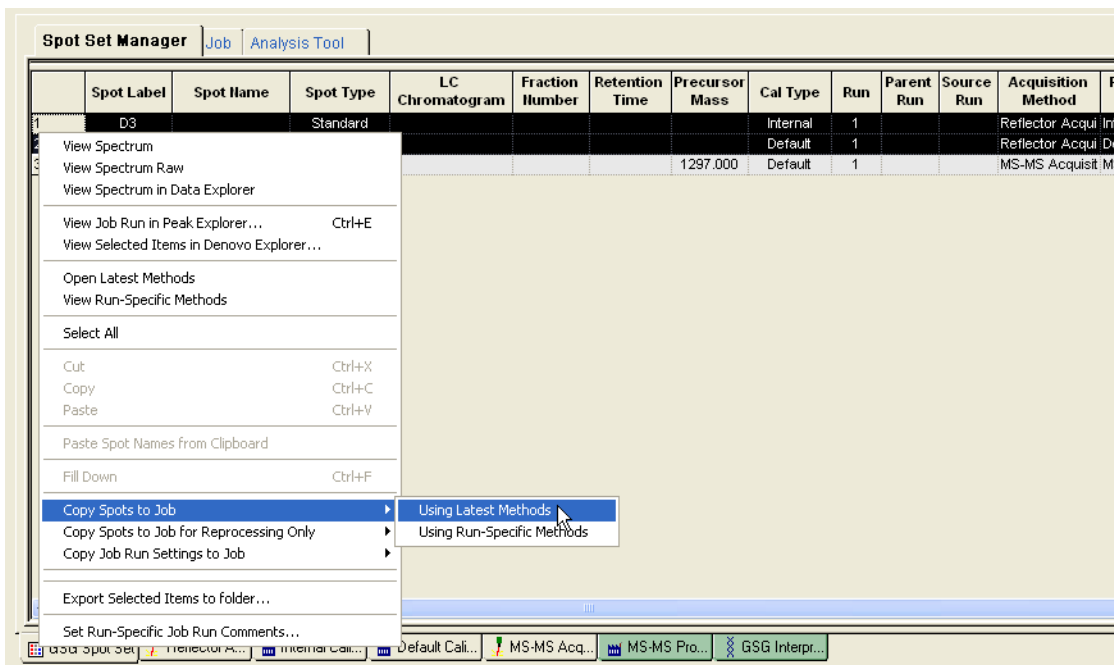 Spot Set Manager Job Analysis Tool
Spot Label Spot Name Spot Type LC Chromatogram Fraction Number Retention Time Precursor Mass Cal Type Run Parent Run Source Run Acquisition Method
1 D3 Standard Internal 1 Reflector Acqui
Default 1 Reflector Acqui
1297.000 Default 1 MS-MS Acquisit
View Spectrum
View Spectrum Raw
View Spectrum in Data Explorer
View Job Run in Peak Explorer... Ctrl+E
View Selected Items in Denovo Explorer...
Open Latest Methods
View Run-Specific Methods
Select All
Cut Ctrl+X
Copy Ctrl+C
Paste Ctrl+V
Paste Spot Names from Clipboard
Fill Down Ctrl+F
Copy Spots to Job Using Latest Methods
Copy Spots to Job for Reprocessing Only Using Run-Specific Methods
Copy Job Run Settings to Job
Export Selected Items to folder...
Set Run-Specific Job Run Comments...
GSG Spot Set Reflector A... Internal Cali... Default Cali... MS-MS Acq... MS-MS Pro... GSG Interpr...